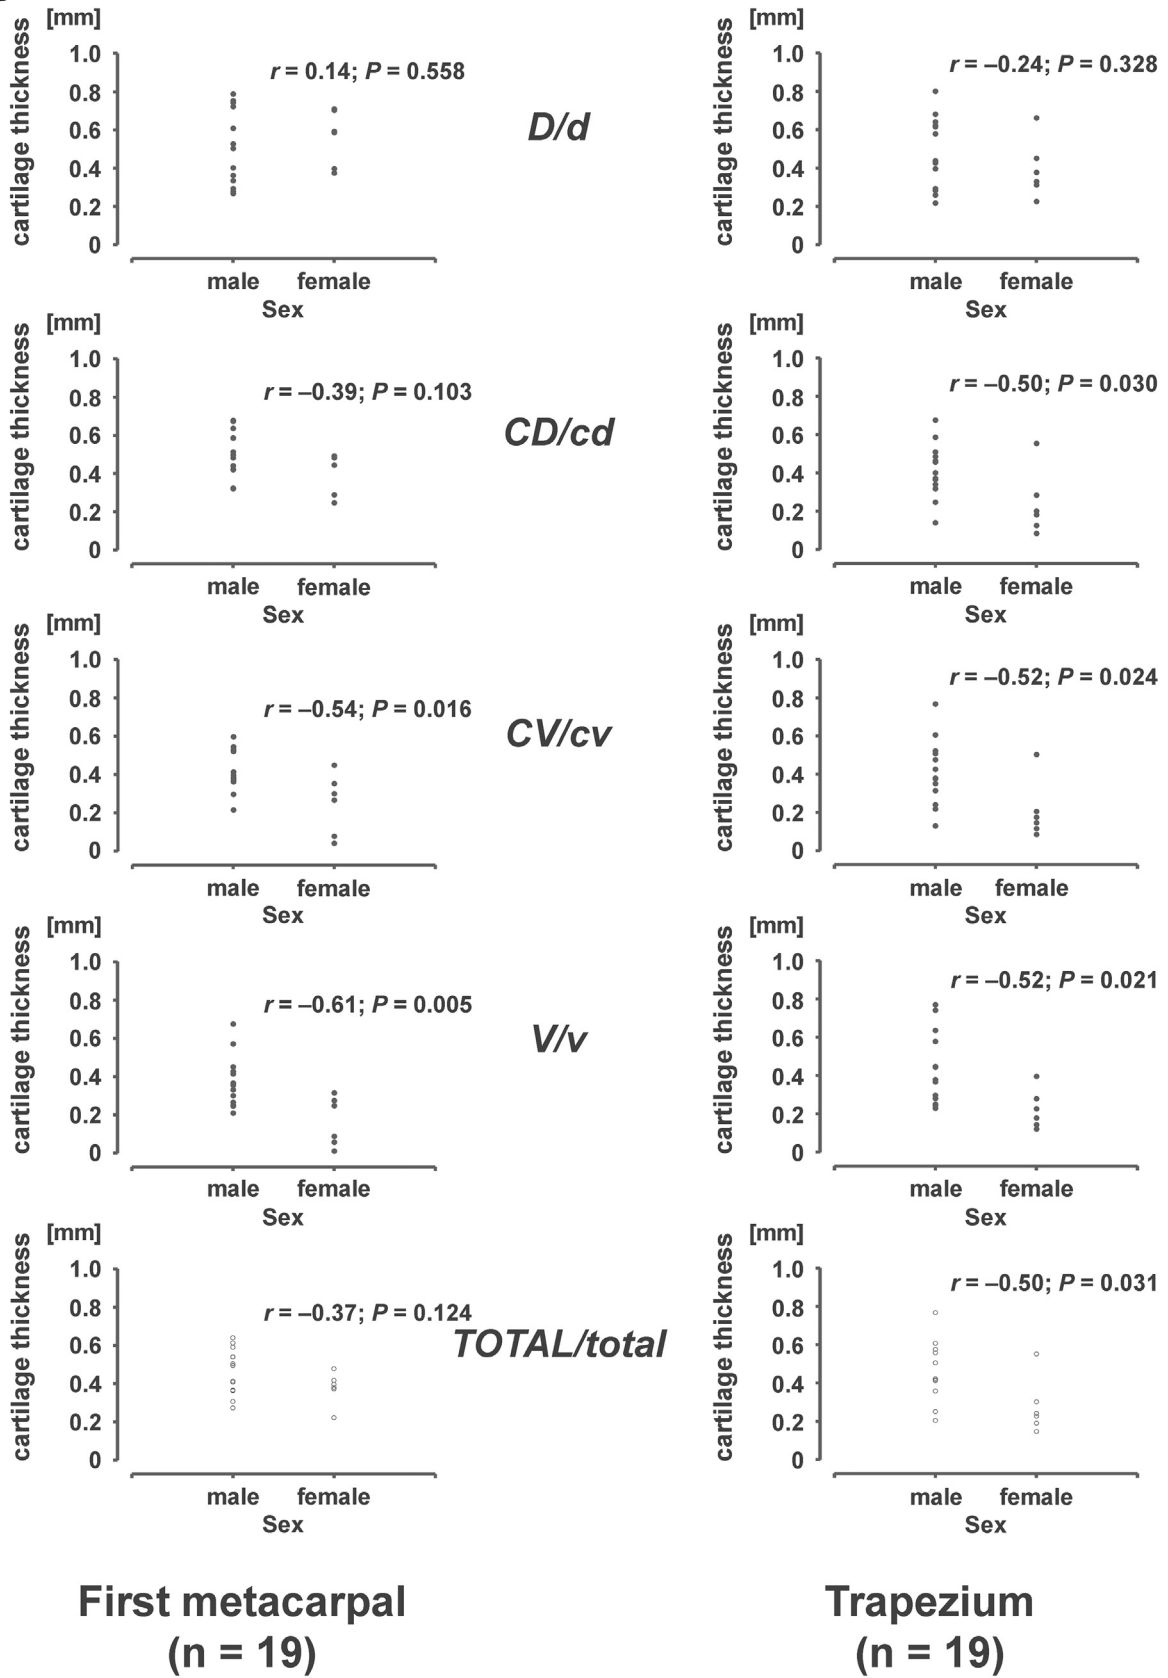 [mm]
cartilage thickness
1.0
0.8
0.6
0.4
0.2
0
r = 0.14; P = 0.558
male female
Sex
D/d
[mm]
cartilage thickness
1.0
0.8
0.6
0.4
0.2
0
r = –0.24; P = 0.328
male female
Sex
[mm]
cartilage thickness
1.0
0.8
0.6
0.4
0.2
0
r = –0.39; P = 0.103
male female
Sex
CD/cd
[mm]
cartilage thickness
1.0
0.8
0.6
0.4
0.2
0
r = –0.50; P = 0.030
male female
Sex
[mm]
cartilage thickness
1.0
0.8
0.6
0.4
0.2
0
r = –0.54; P = 0.016
male female
Sex
CV/cv
[mm]
cartilage thickness
1.0
0.8
0.6
0.4
0.2
0
r = –0.52; P = 0.024
male female
Sex
[mm]
cartilage thickness
1.0
0.8
0.6
0.4
0.2
0
r = –0.61; P = 0.005
male female
Sex
V/v
[mm]
cartilage thickness
1.0
0.8
0.6
0.4
0.2
0
r = –0.52; P = 0.021
male female
Sex
[mm]
cartilage thickness
1.0
0.8
0.6
0.4
0.2
0
r = –0.37; P = 0.124
male female
Sex
TOTAL/total
[mm]
cartilage thickness
1.0
0.8
0.6
0.4
0.2
0
r = –0.50; P = 0.031
male female
Sex
First metacarpal
(n = 19)
Trapezium
(n = 19)